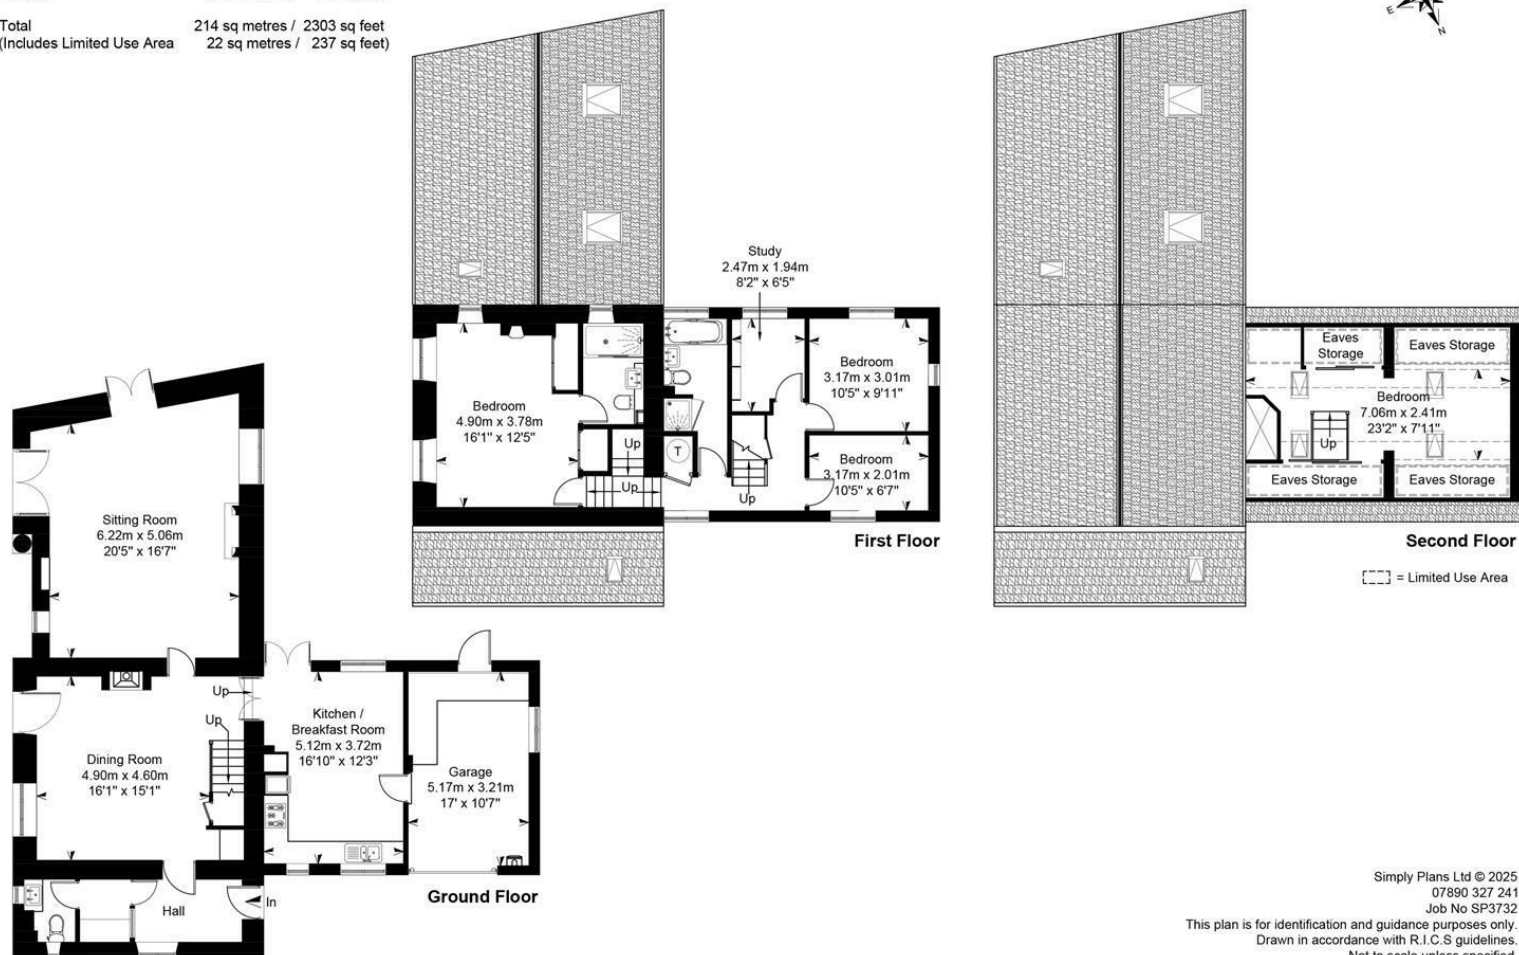 Total 214 sq metres / 2303 sq feet
(Includes Limited Use Area 22 sq metres / 237 sq feet)
E
N
Study
2.47m x 1.94m
8'2" x 6'5"
Bedroom
4.90m x 3.78m
16'1" x 12'5"
Bedroom
3.17m x 3.01m
10'5" x 9'11"
Bedroom
3.17m x 2.01m
10'5" x 6'7"
T
Up
Up
Up
First Floor
Eaves
Storage
Eaves Storage
Bedroom
7.06m x 2.41m
23'2" x 7'11"
Up
Eaves Storage
Eaves Storage
Second Floor
= Limited Use Area
Sitting Room
6.22m x 5.06m
20'5" x 16'7"
Up
Up
Dining Room
4.90m x 4.60m
16'1" x 15'1"
Kitchen /
Breakfast Room
5.12m x 3.72m
16'10" x 12'3"
Garage
5.17m x 3.21m
17' x 10'7"
Hall
In
Ground Floor
Simply Plans Ltd © 2025
07890 327 241
Job No SP3732
This plan is for identification and guidance purposes only.
Drawn in accordance with R.I.C.S guidelines.
Not to scale unless specified.